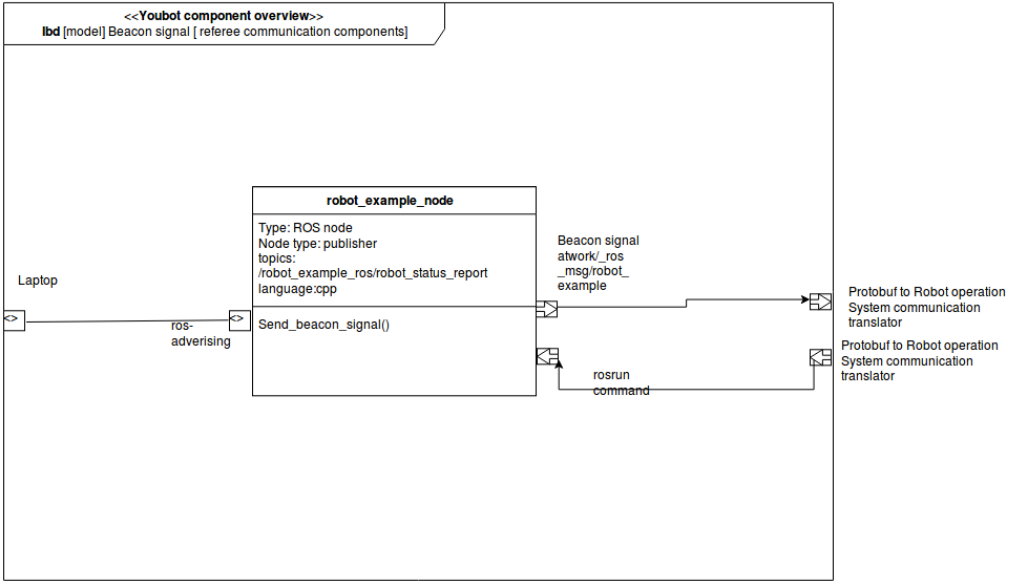 <<Youbot component overview>>
Ibd [model] Beacon signal [ referee communication components]
robot_example_node
Type: ROS node
Node type: publisher
topics:
/robot_example_ros/robot_status_report
language:cpp
Send_beacon_signal()
Laptop
<>
<>
ros-
adverising
Beacon signal
atwork/_ros
_msg/robot_
example
rosrun
command
Protobuf to Robot operation
System communication
translator
Protobuf to Robot operation
System communication
translator